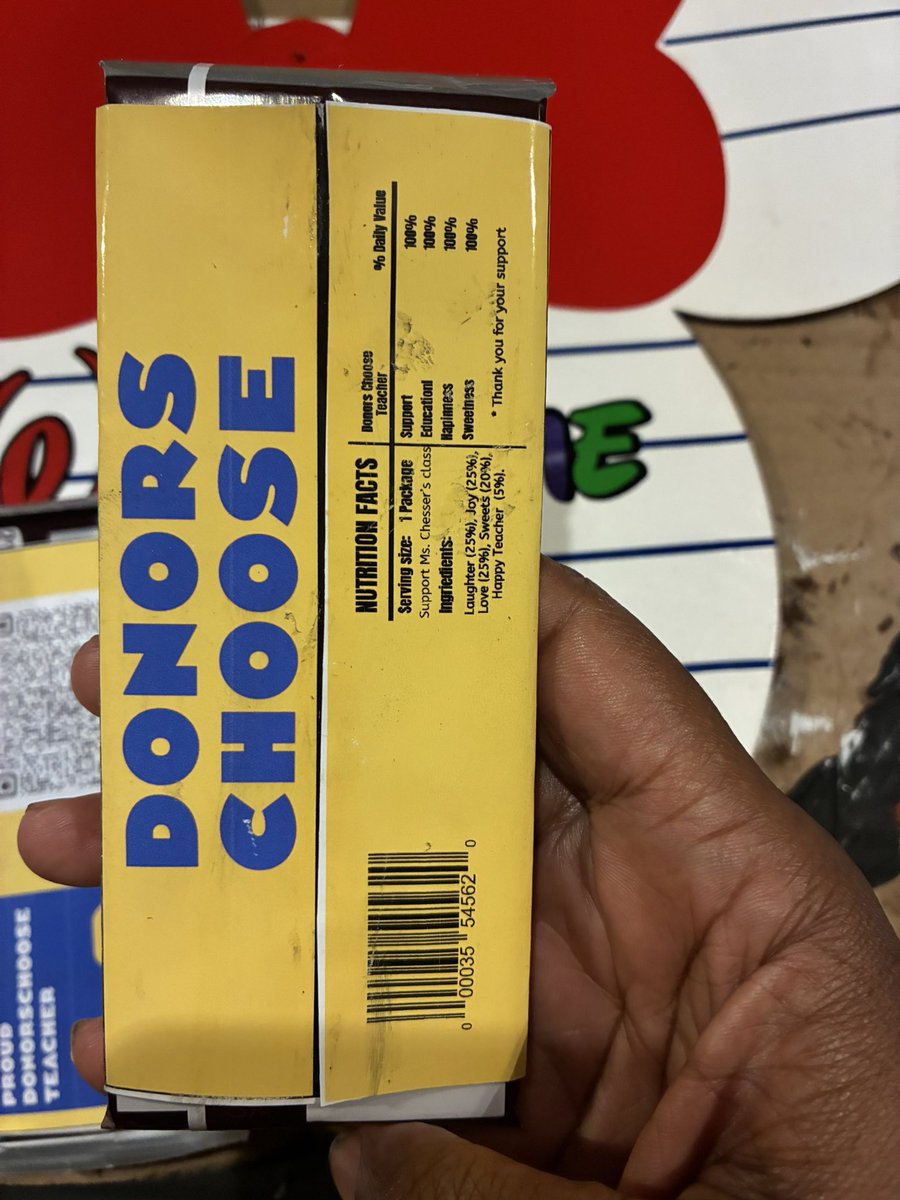 DONORS
CHOOSE
NUTRITION FACTS
Serving size: 1 Package
Support Ms. Chesser's class
Ingriedients:
Laughter (25%), Joy (25%),
Love (25%), Sweets (20%),
Happy Teacher (5%).
Donors Choose
Teacher
% Daily Value
Support 100%
Education! 100%
Hapiness 100%
Sweetness 100%
* Thank you for your support
0 00035 54562 0
PROUD
DONORSCHOOSE
TEACHER